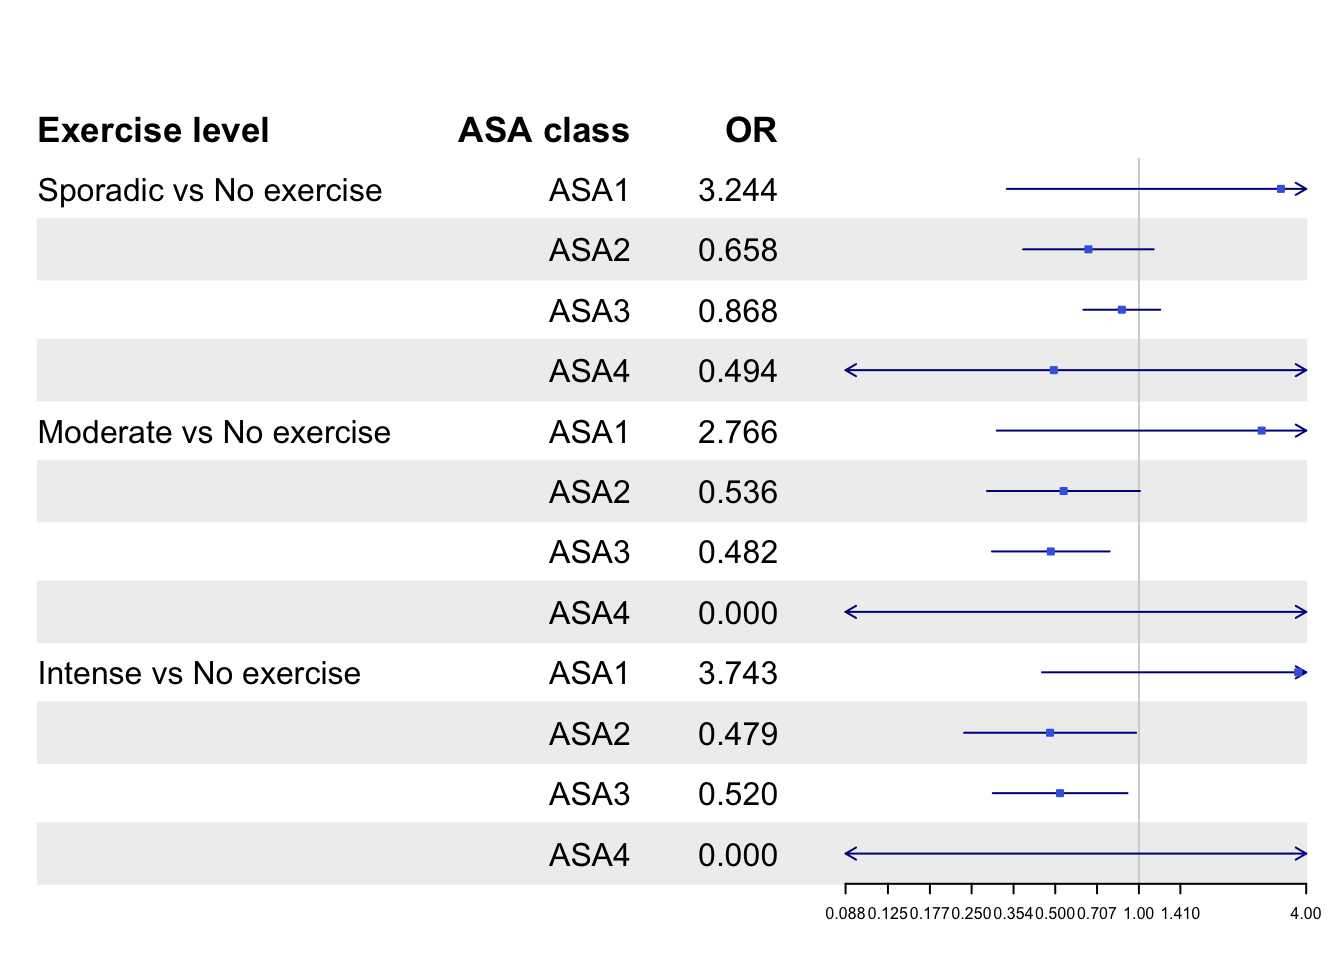 Exercise level ASA class OR
Sporadic vs No exercise ASA1 3.244
ASA2 0.658
ASA3 0.868
ASA4 0.494
Moderate vs No exercise ASA1 2.766
ASA2 0.536
ASA3 0.482
ASA4 0.000
Intense vs No exercise ASA1 3.743
ASA2 0.479
ASA3 0.520
ASA4 0.000
0.088 0.125 0.177 0.250 0.354 0.500 0.707 1.00 1.410 4.00